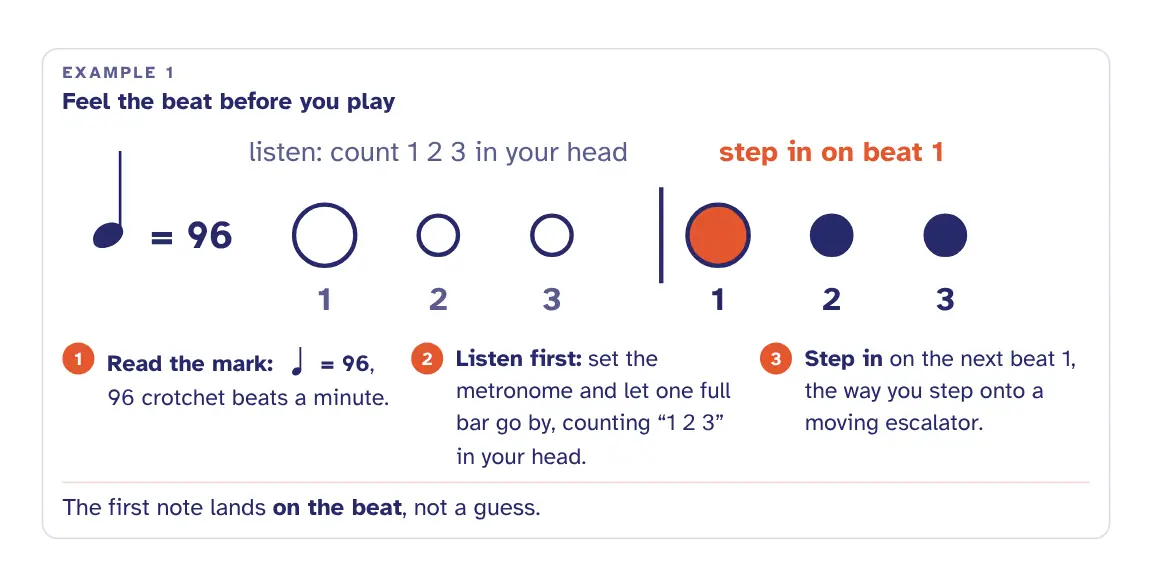 EXAMPLE 1
Feel the beat before you play
listen: count 1 2 3 in your head
step in on beat 1
♩ = 96
1 2 3 1 2 3
1 Read the mark: ♩ = 96,
96 crotchet beats a minute.
2 Listen first: set the
metronome and let one full
bar go by, counting “1 2 3”
in your head.
3 Step in on the next beat 1,
the way you step onto a
moving escalator.
The first note lands on the beat, not a guess.